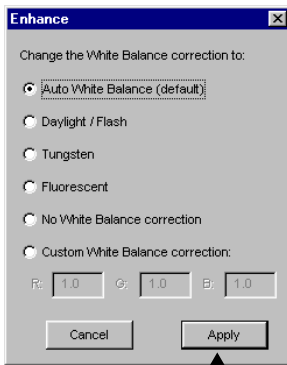 Enhance
Change the White Balance correction to:
Auto White Balance (default)
Daylight / Flash
Tungsten
Fluorescent
No White Balance correction
Custom White Balance correction:
R: 1.0 G: 1.0 B: 1.0
Cancel Apply